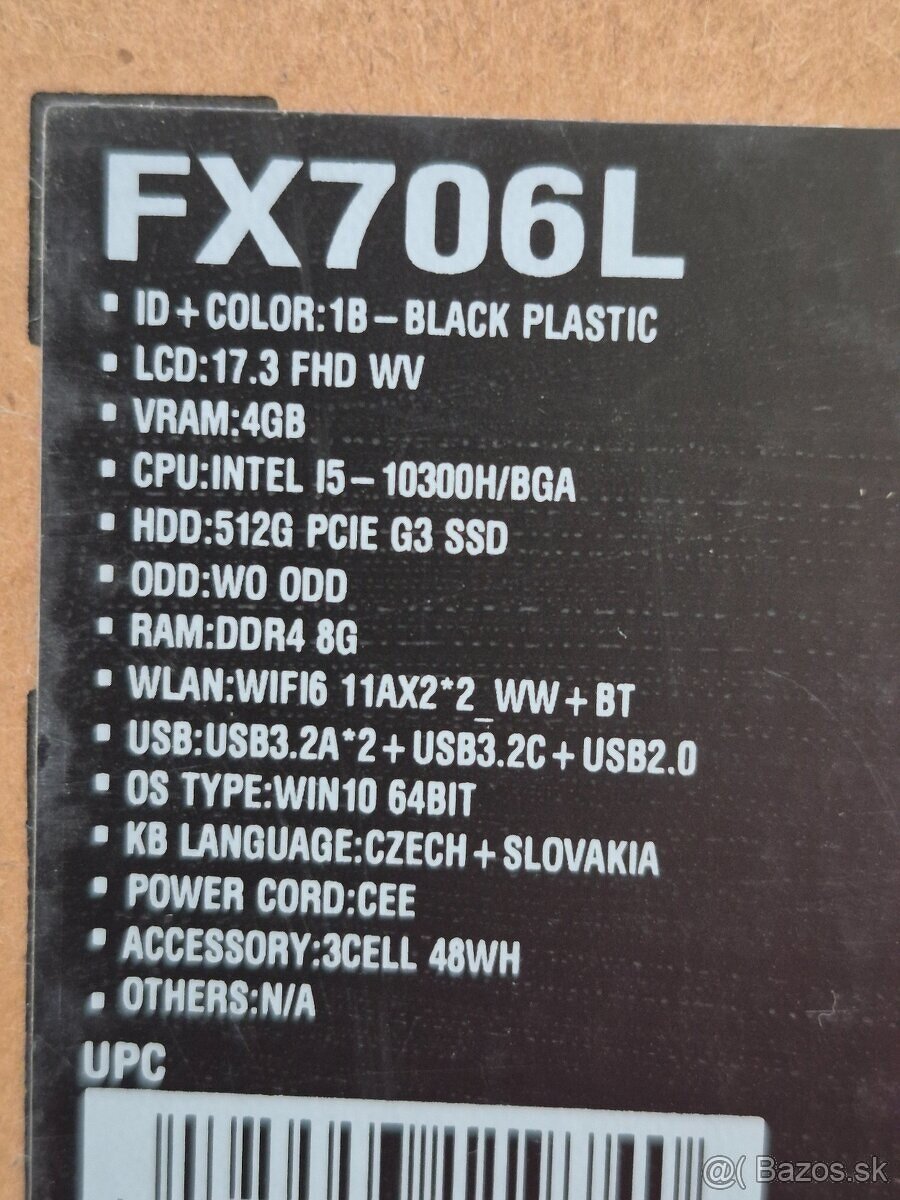 FX706L
▪ ID+COLOR:1B-BLACK PLASTIC
▪ LCD:17.3 FHD WV
▪ VRAM:4GB
▪ CPU:INTEL I5-10300H/BGA
▪ HDD:512G PCIE G3 SSD
▪ ODD:WO ODD
▪ RAM:DDR4 8G
▪ WLAN:WIFI6 11AX2*2_WW+BT
▪ USB:USB3.2A*2+USB3.2C+USB2.0
▪ OS TYPE:WIN10 64BIT
▪ KB LANGUAGE:CZECH+SLOVAKIA
▪ POWER CORD:CEE
▪ ACCESSORY:3CELL 48WH
▪ OTHERS:N/A
UPC
@( Bazos.sk